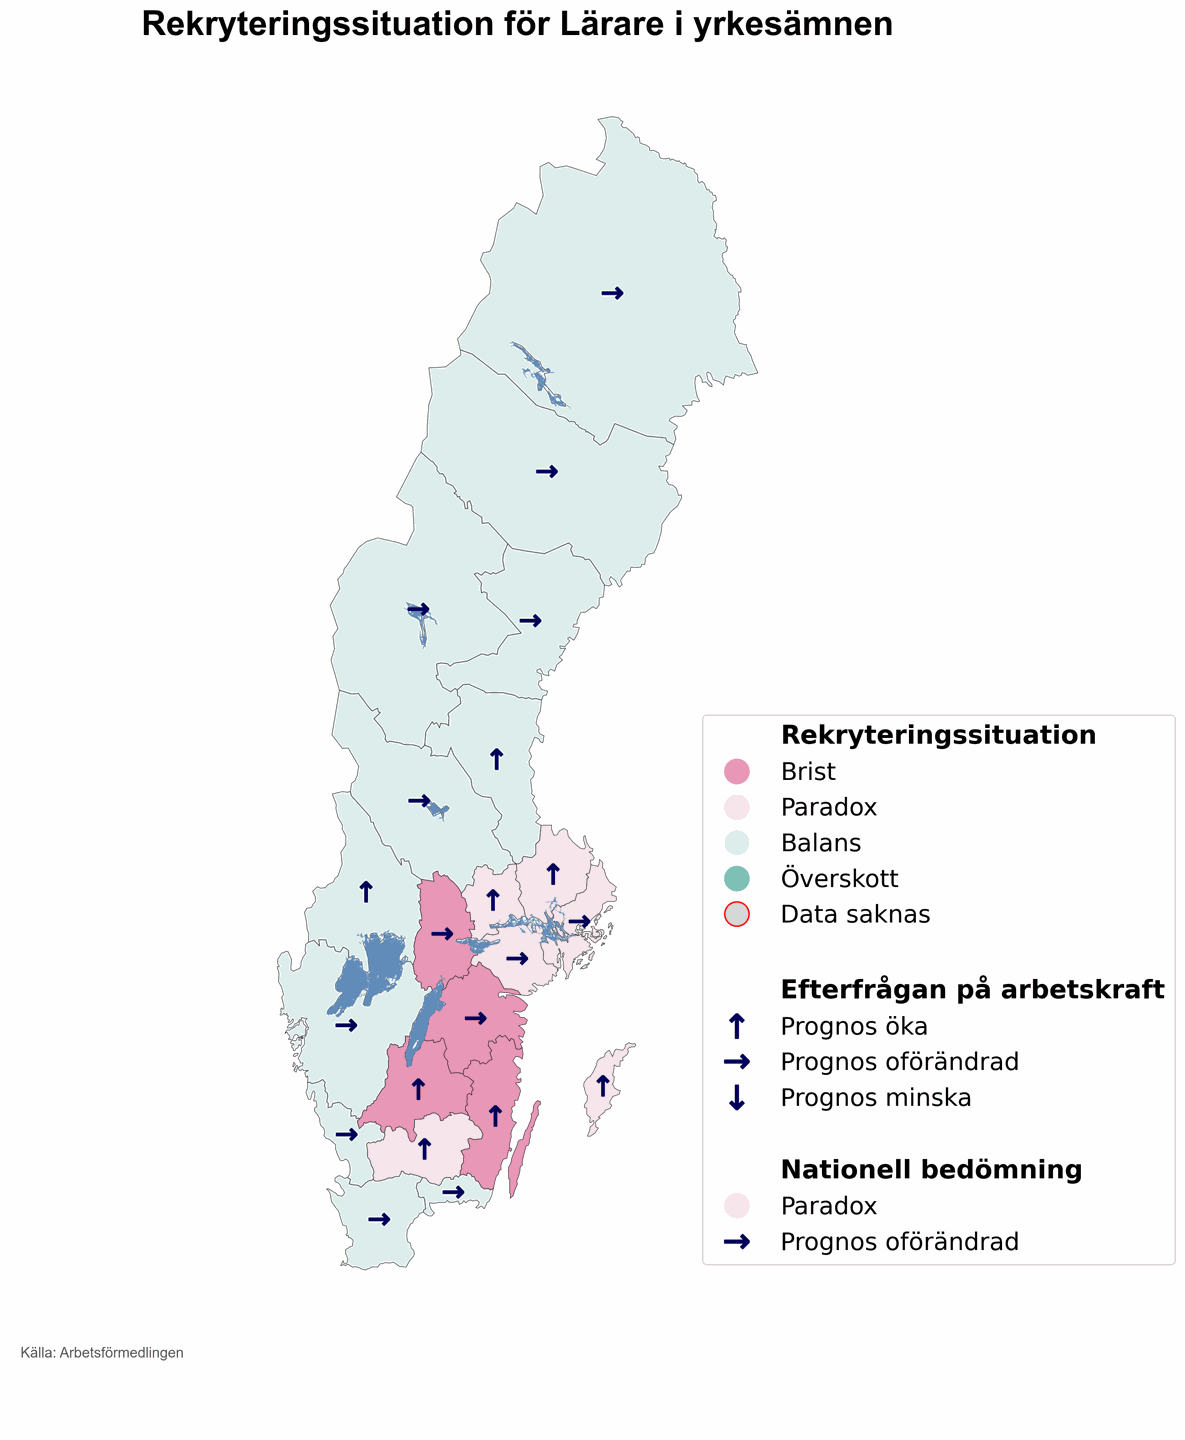 Rekryteringssituation för Lärare i yrkesämnen
Rekryteringssituation
Brist
Paradox
Balans
Överskott
Data saknas
Efterfrågan på arbetskraft
Prognos öka
Prognos oförändrad
Prognos minska
Nationell bedömning
Paradox
Prognos oförändrad
Källa: Arbetsförmedlingen